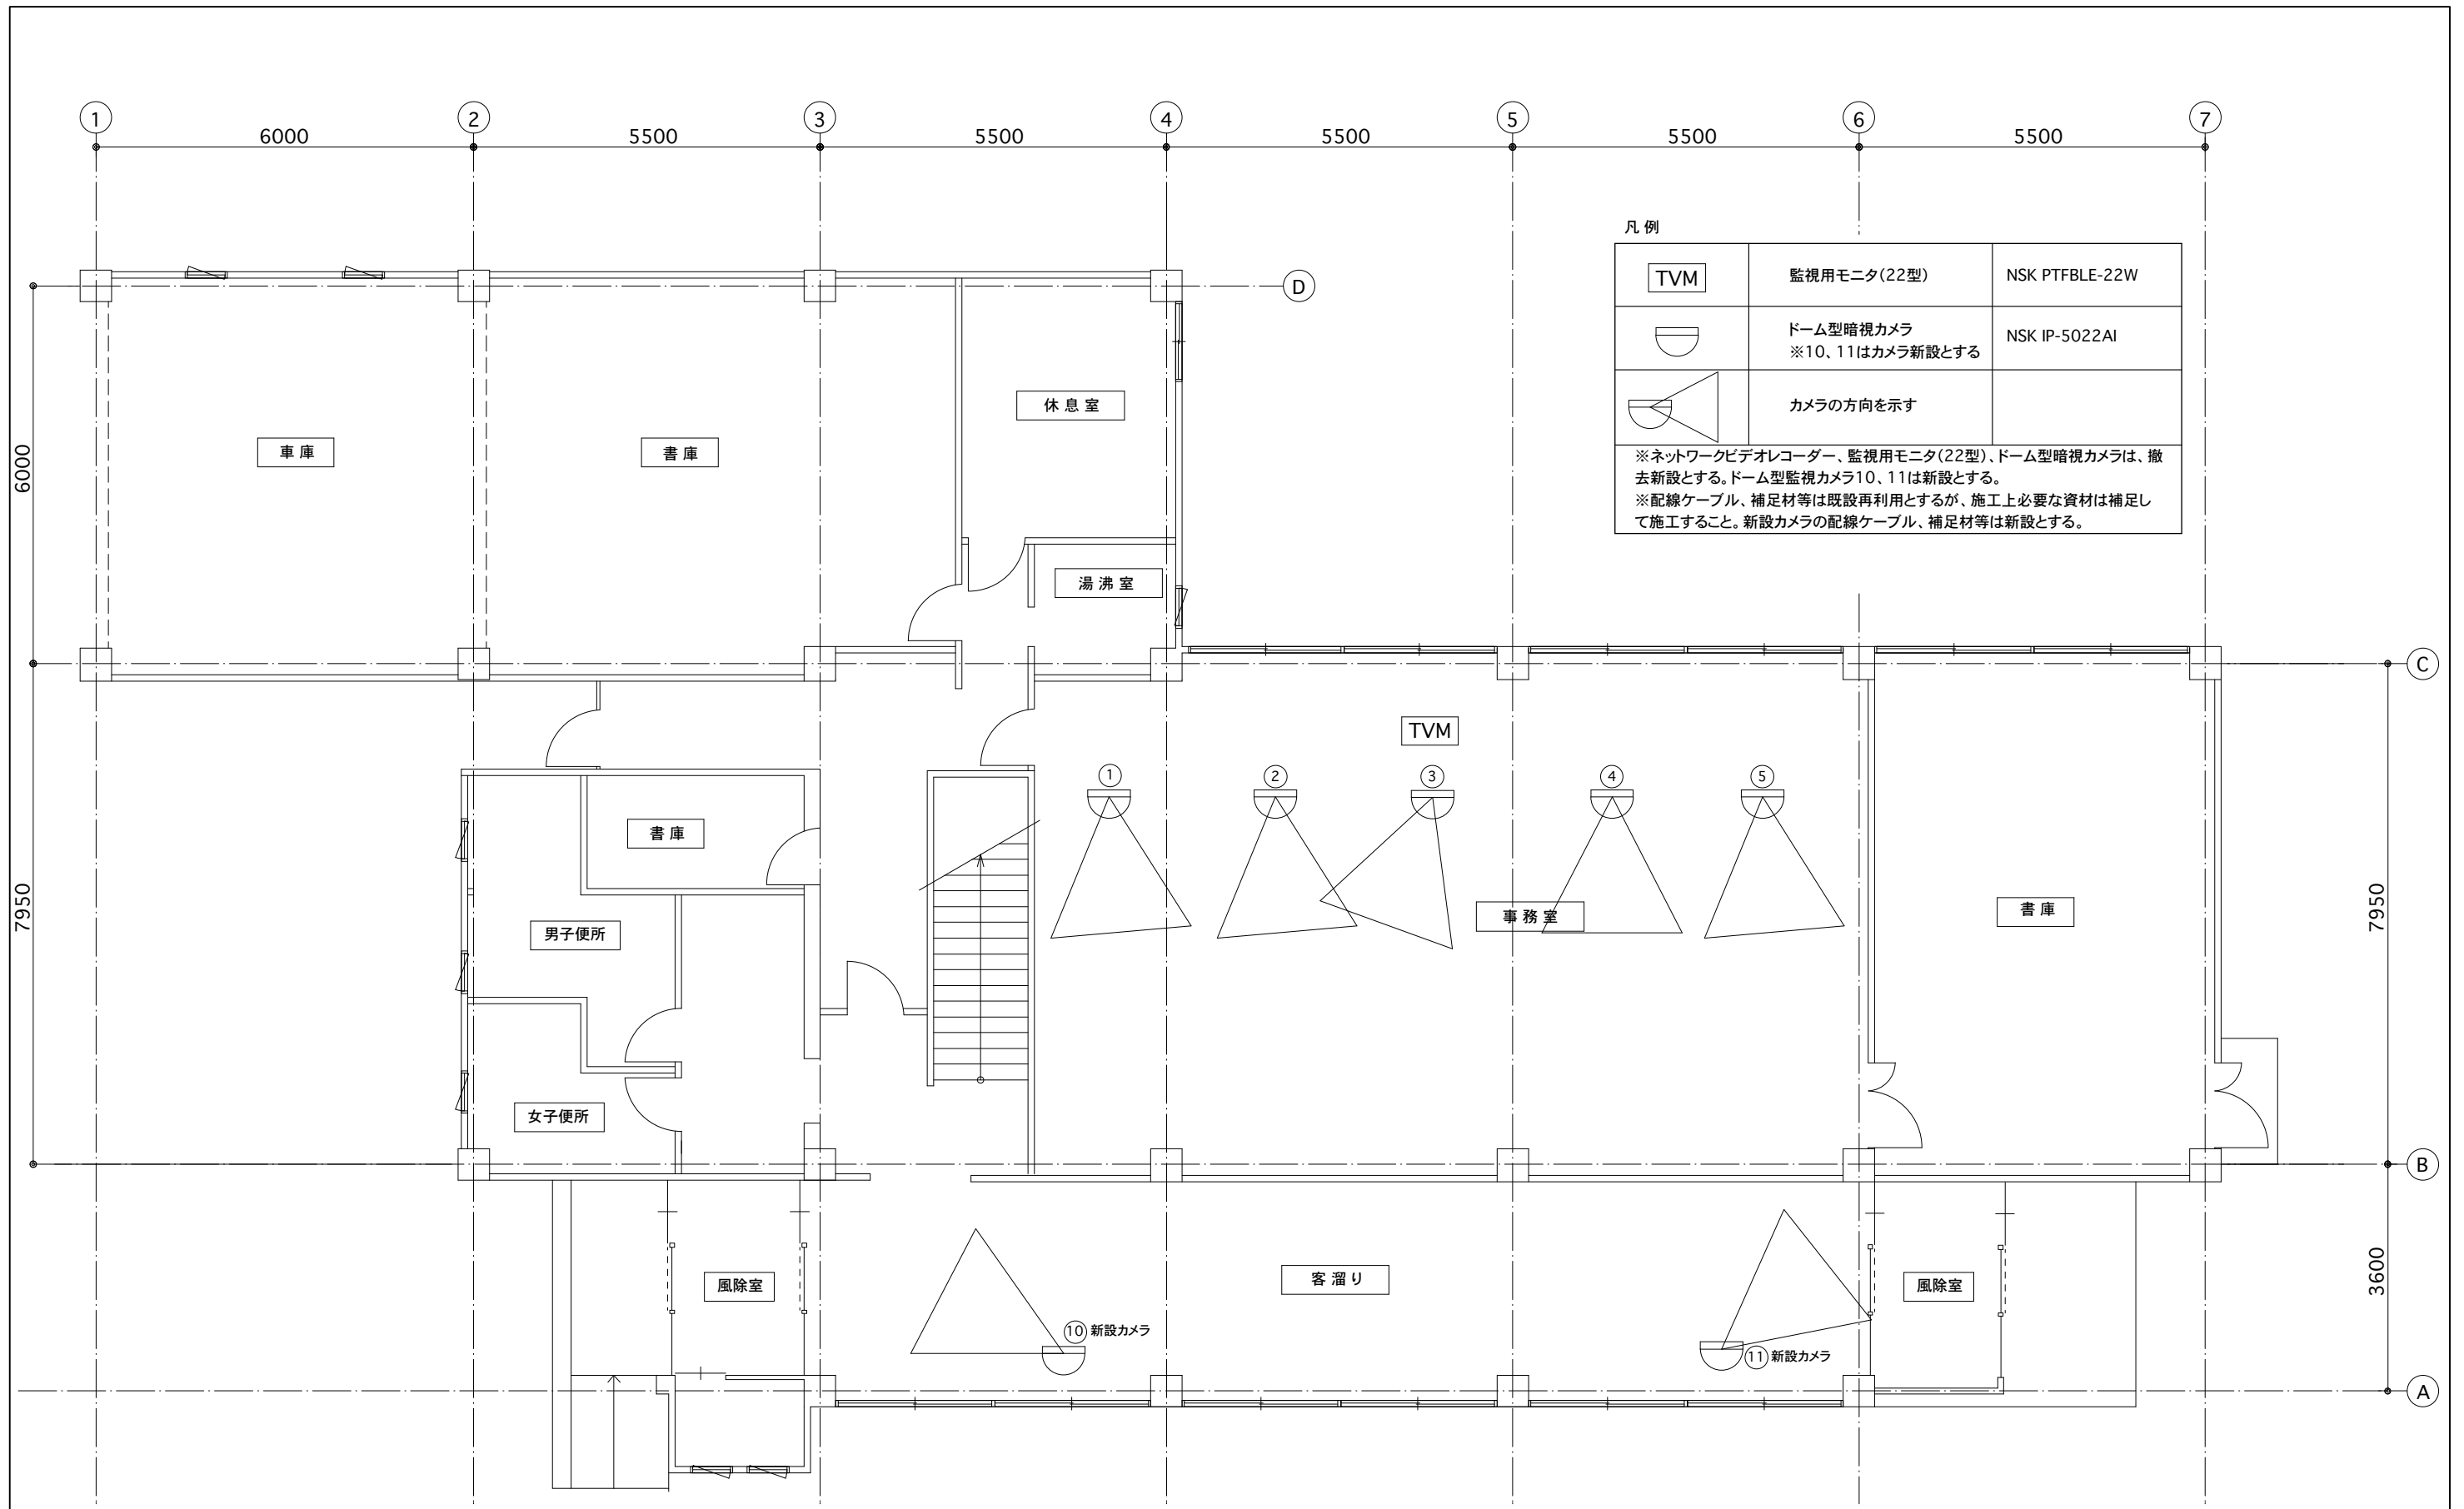 1
2
3
4
5
6
7
6000
5500
5500
5500
5500
5500
凡 例
TVM
監視用モニタ(22型)
NSK PTFBLE-22W
ドーム型暗視カメラ
※10、11はカメラ新設とする
NSK IP-5022AI
カメラの方向を示す
※ネットワークビデオレコーダー、監視用モニタ(22型)、ドーム型暗視カメラは、撤
去新設とする。ドーム型監視カメラ10、11は新設とする。
※配線ケーブル、補足材等は既設再利用とするが、施工上必要な資材は補足し
て施工すること。新設カメラの配線ケーブル、補足材等は新設とする。
D
休 息 室
車 庫
書 庫
6000
湯 沸 室
C
TVM
1
2
3
4
5
書 庫
7950
男子便所
事 務 室
書 庫
7950
女子便所
B
風除室
客 溜 り
風除室
3600
10 新設カメラ
11 新設カメラ
A